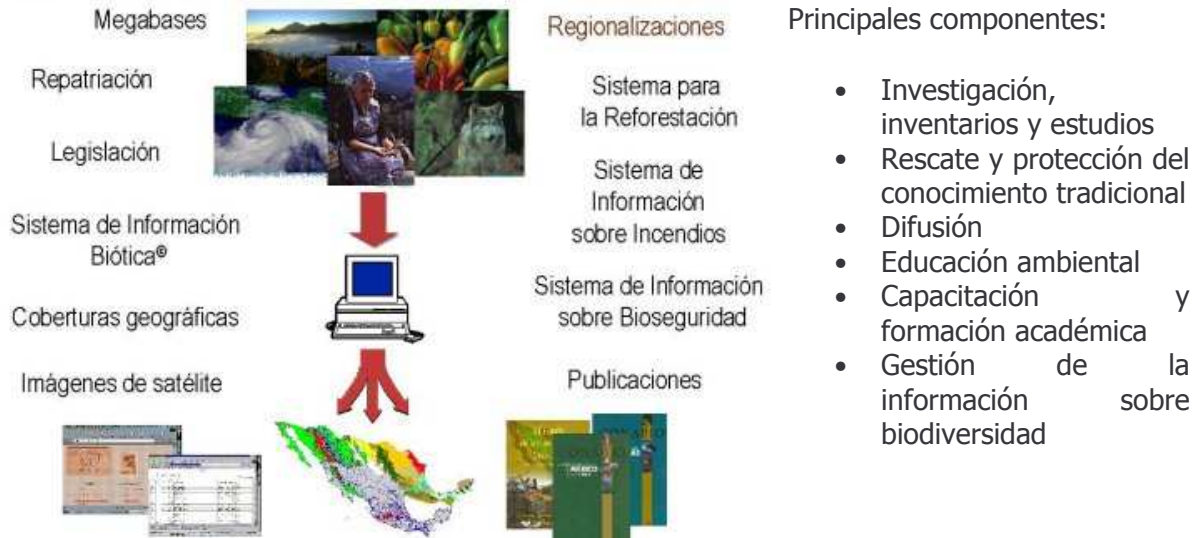 Megabases
Repatriación
Legislación
Sistema de Información
Biótica©
Coberturas geográficas
Imágenes de satélite
Regionalizaciones
Sistema para
la Reforestación
Sistema de
Información
sobre Incendios
Sistema de Información
sobre Bioseguridad
Publicaciones
Principales componentes:
• Investigación,
inventarios y estudios
• Rescate y protección del
conocimiento tradicional
• Difusión
• Educación ambiental
• Capacitación y
formación académica
• Gestión de la
información sobre
biodiversidad